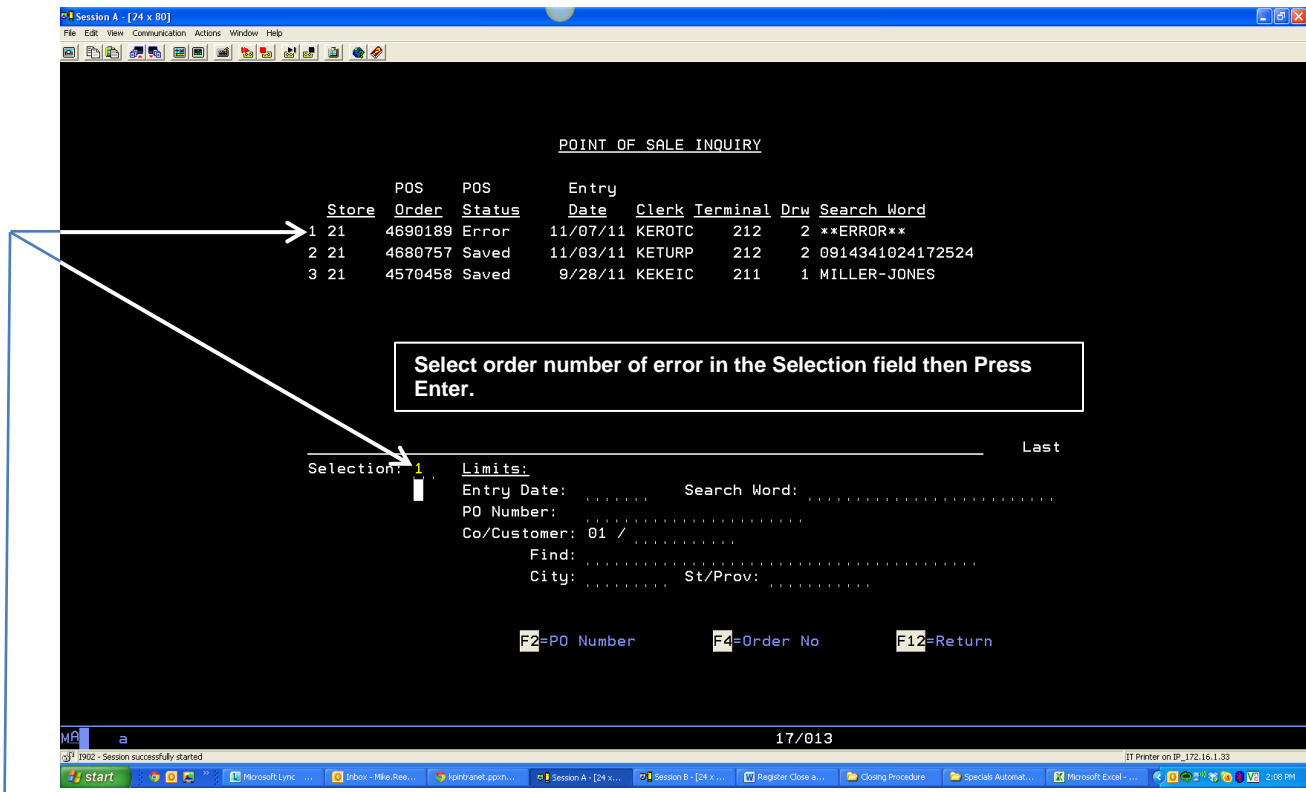 Session A - [24 x 80]
File Edit View Communication Actions Window Help
POINT OF SALE INQUIRY
POS POS Entry
Store Order Status Date Clerk Terminal Drw Search Word
1 21 4690189 Error 11/07/11 KEROTC 212 2 **ERROR**
2 21 4680757 Saved 11/03/11 KETURP 212 2 0914341024172524
3 21 4570458 Saved 9/28/11 KEKEIC 211 1 MILLER-JONES
Select order number of error in the Selection field then Press
Enter.
Last
Selection: 1 Limits:
Entry Date: Search Word:
PO Number:
Co/Customer: 01 /
Find:
City: St/Prov:
F2=PO Number F4=Order No F12=Return
MA a 17/013
I902 - Session successfully started IT Printer on IP_172.16.1.33
start Microsoft Lync ... Inbox - Mike.Ree... kpintranet.ppxn... Session A - [24 x... Session B - [24 x ... Register Close a... Closing Procedure Specials Automat... Microsoft Excel - ... 2:08 PM